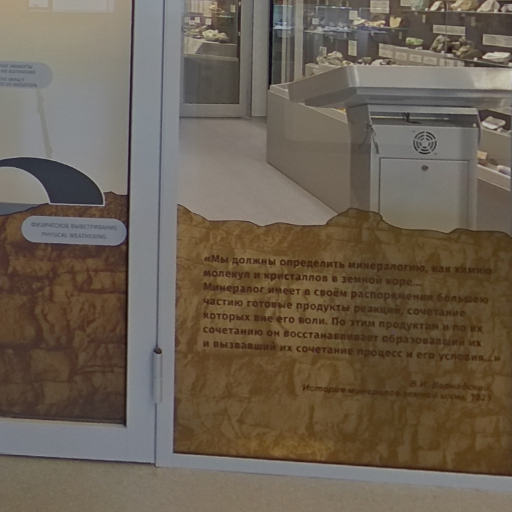 ФИЗИЧЕСКОЕ ВЫВЕТРИВАНИЕ
PHYSICAL WEATHERING
«Мы должны определить минералогию, как химию
молекул и кристаллов в земной коре...
Минералог имеет в своём распоряжении большею
частию готовые продукты реакций, сочетание
которых вне его воли. По этим продуктам и по их
сочетанию он восстанавливает образовавший их
и вызвавший их сочетание процесс и его условия...»
В.И. Вернадский
История минералов земной коры, 1923